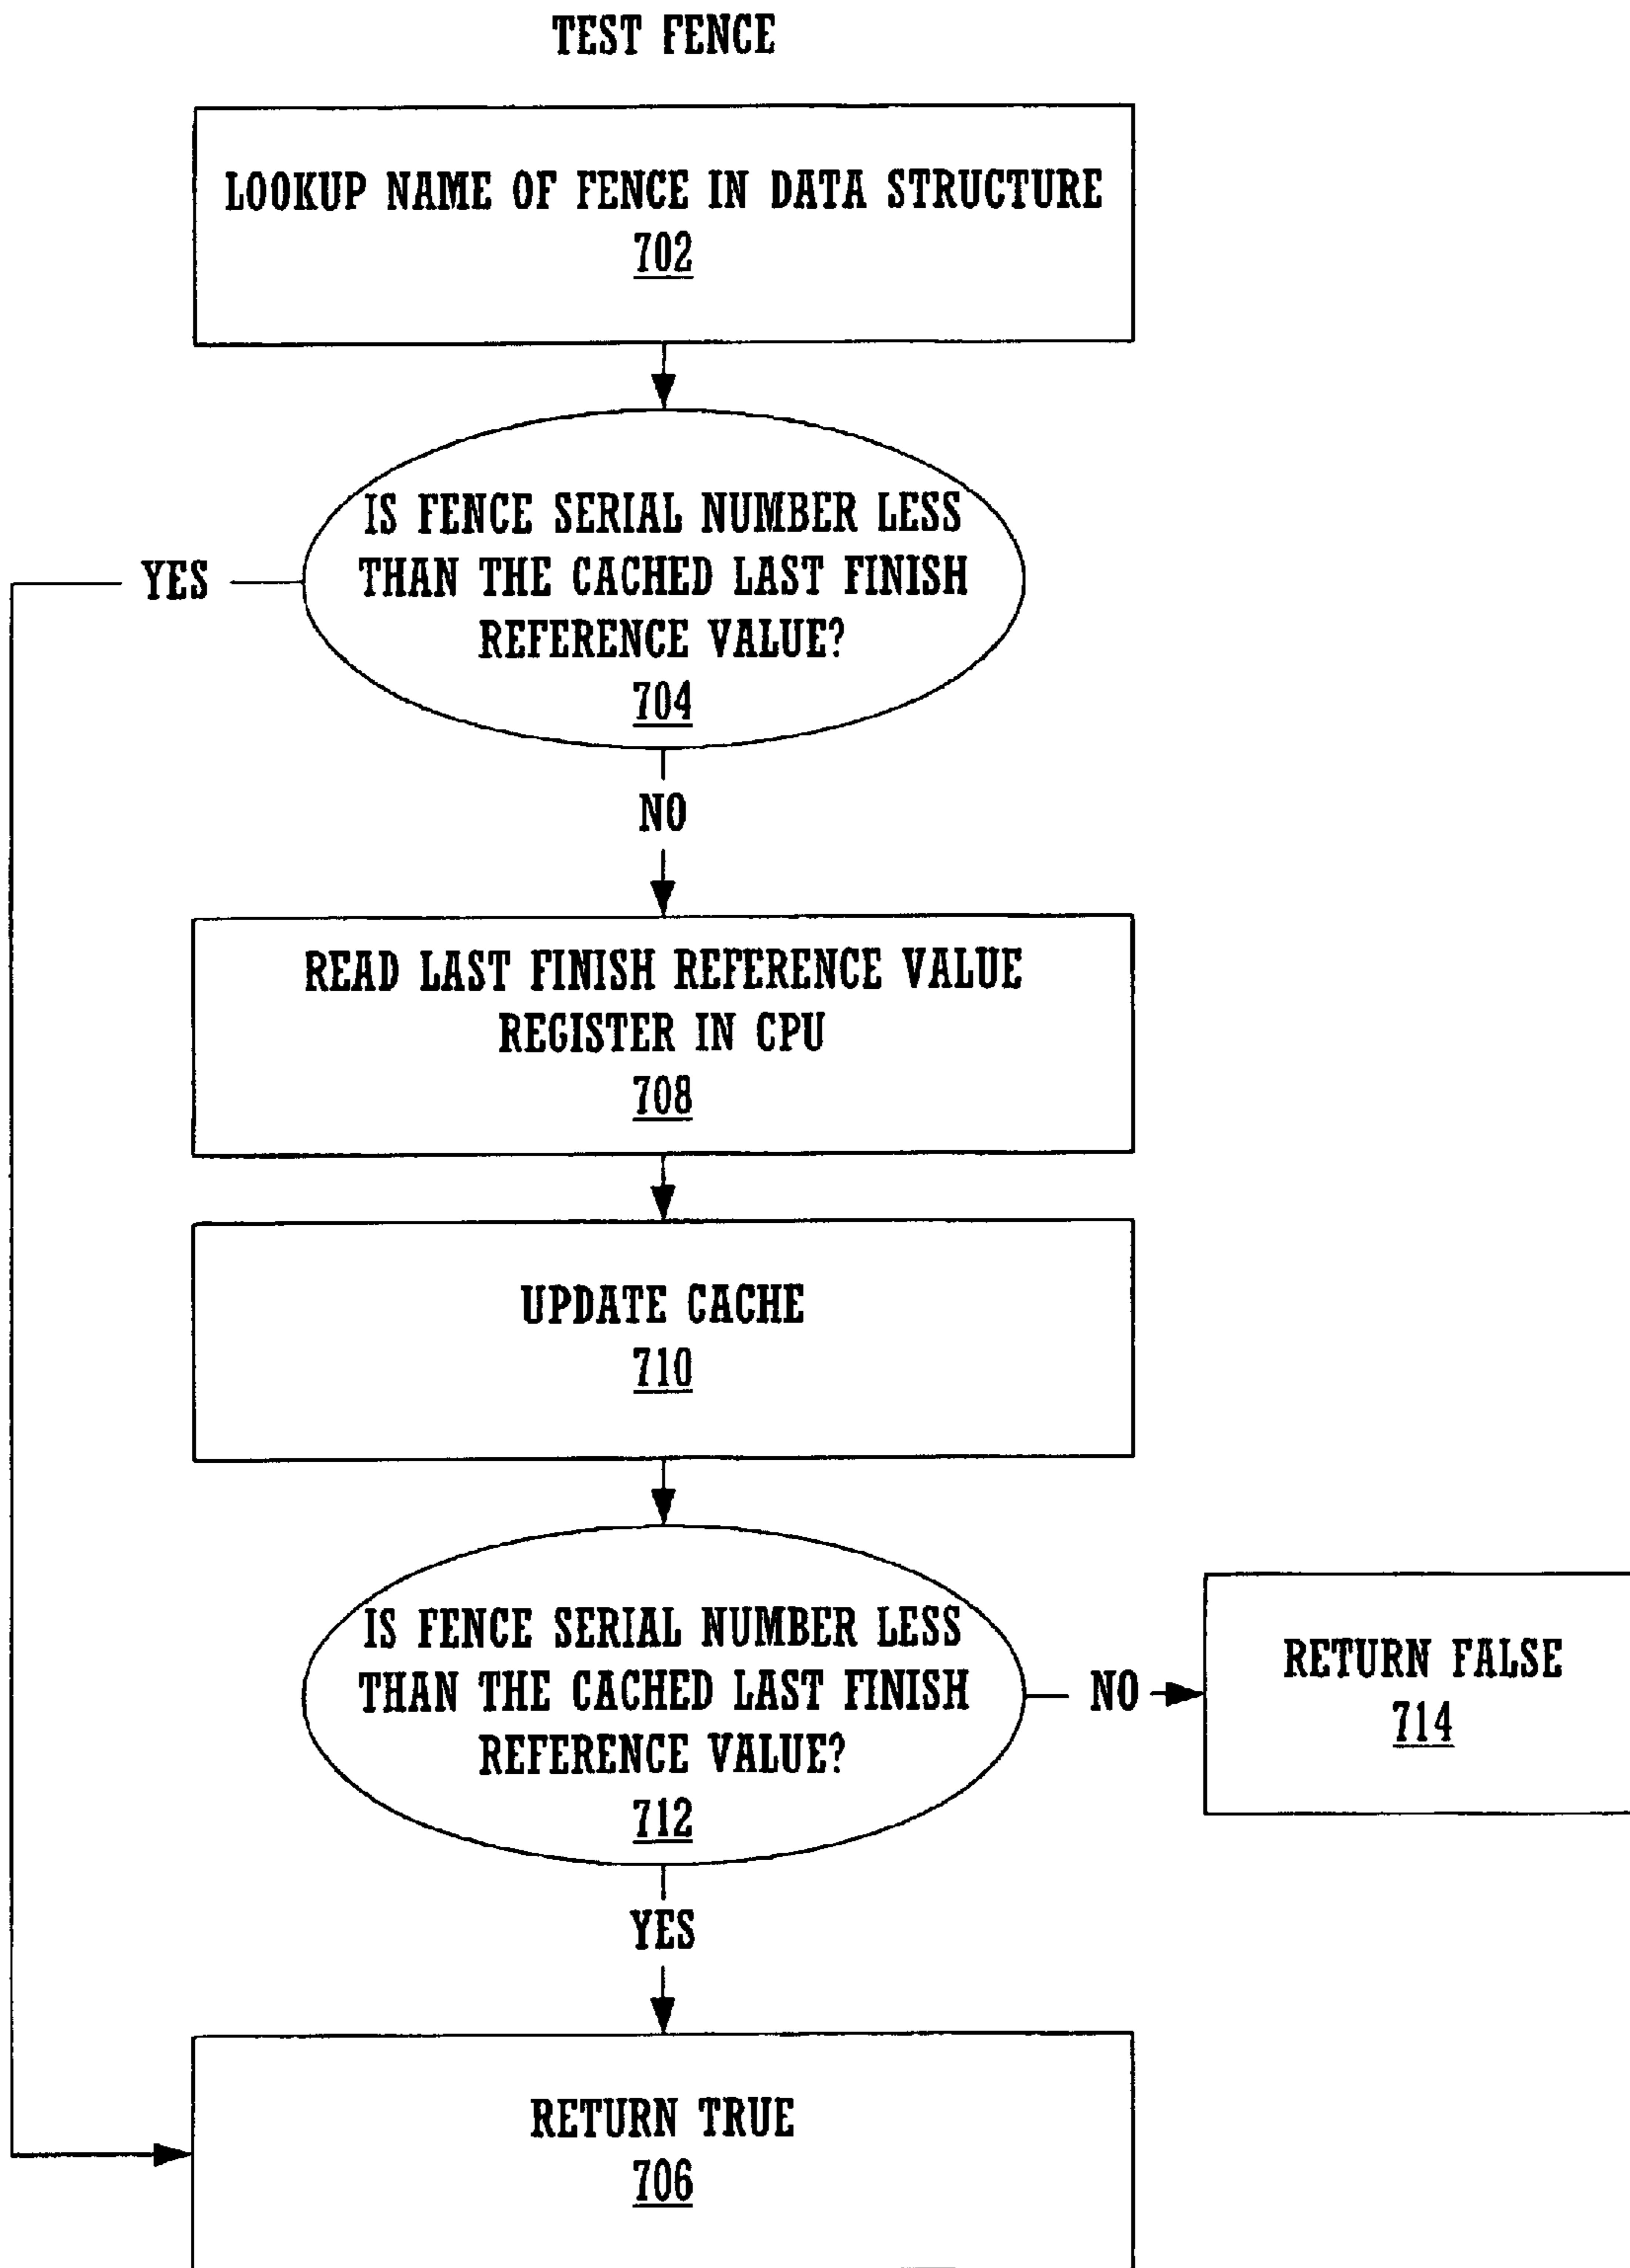 TEST FENCE
LOOKUP NAME OF FENCE IN DATA STRUCTURE
702
IS FENCE SERIAL NUMBER LESS
THAN THE CACHED LAST FINISH
REFERENCE VALUE?
704
YES
NO
READ LAST FINISH REFERENCE VALUE
REGISTER IN CPU
708
UPDATE CACHE
710
IS FENCE SERIAL NUMBER LESS
THAN THE CACHED LAST FINISH
REFERENCE VALUE?
712
NO
RETURN FALSE
714
YES
RETURN TRUE
706